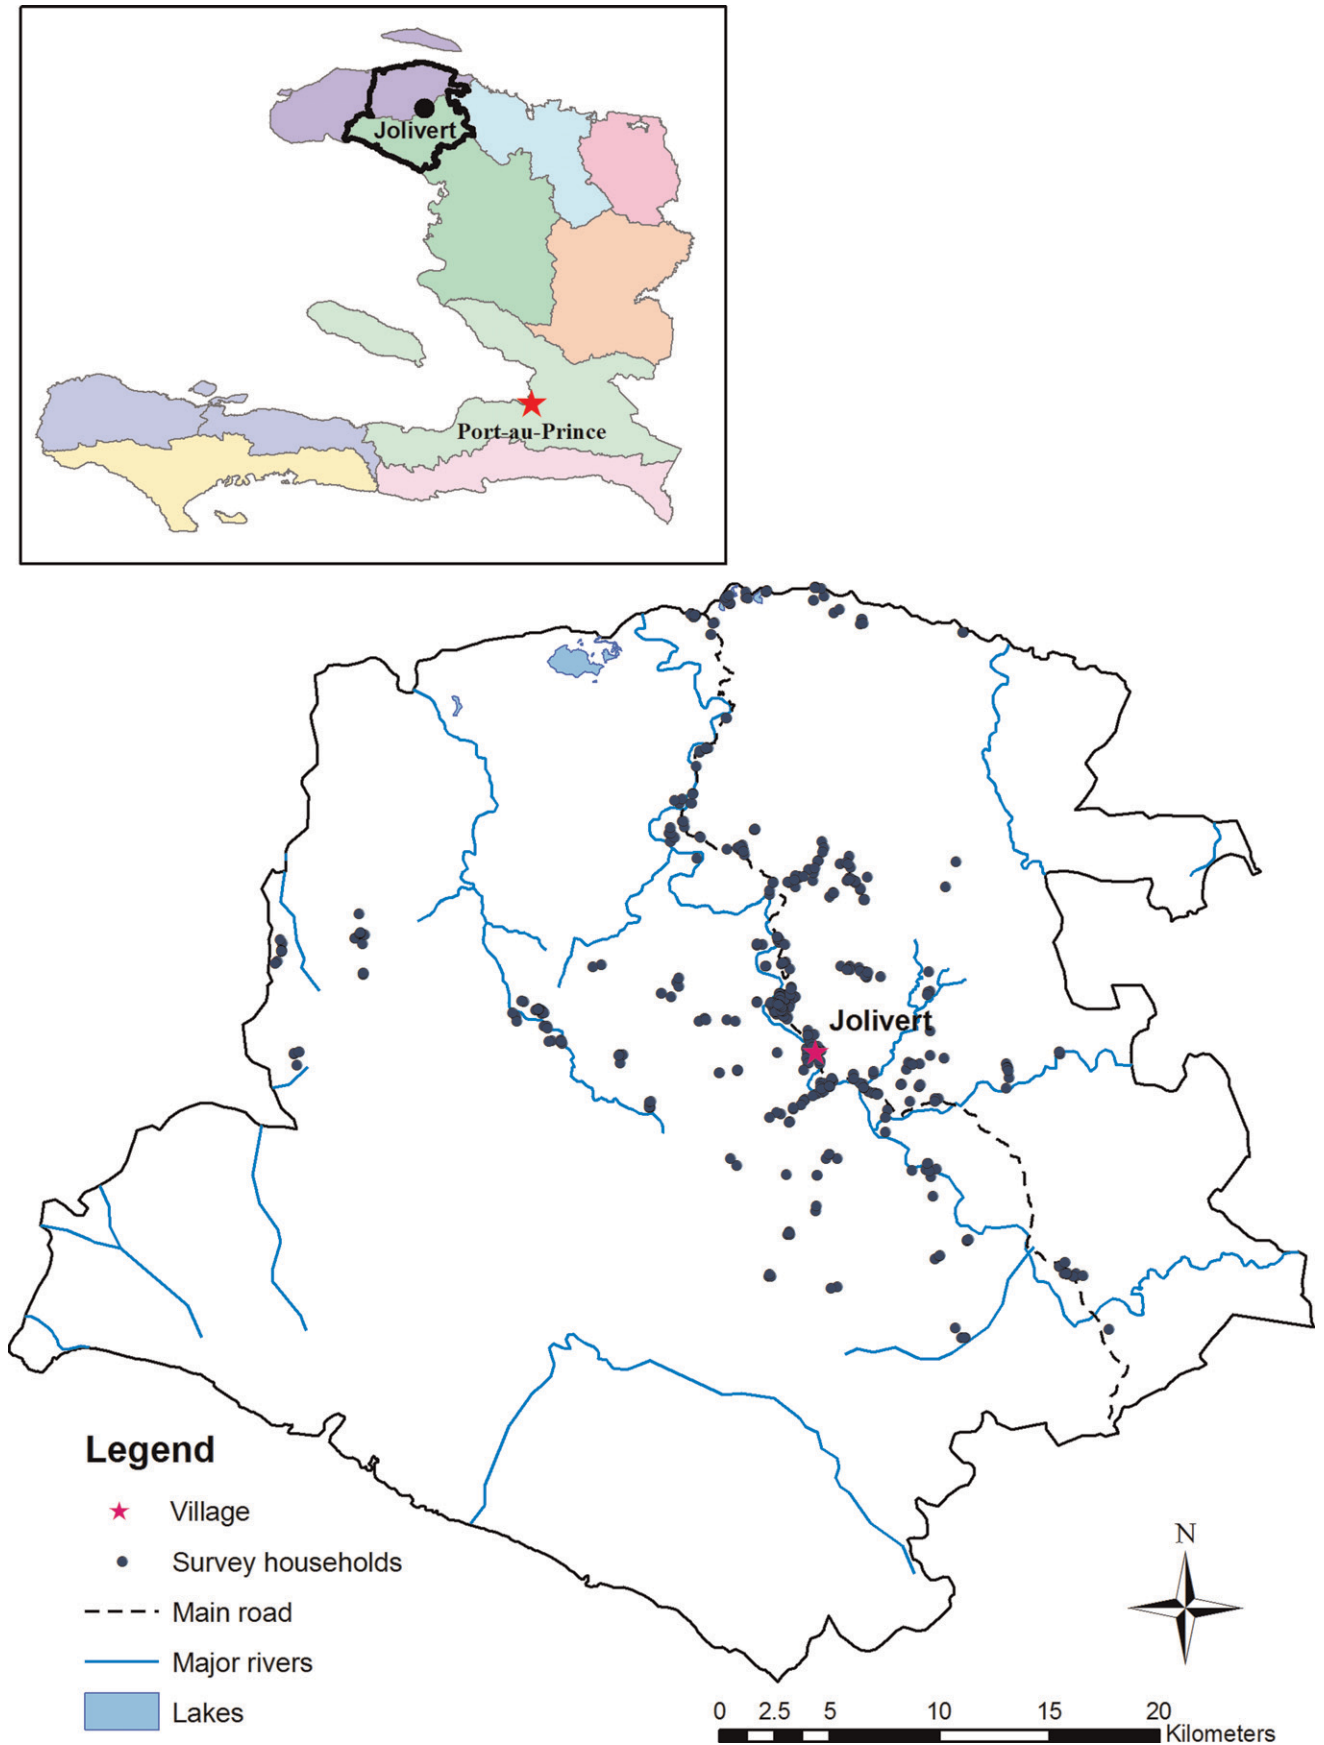 Jolivert
Port-au-Prince
Jolivert
Legend
Village
Survey households
Main road
Major rivers
Lakes
N
0 2.5 5 10 15 20
Kilometers